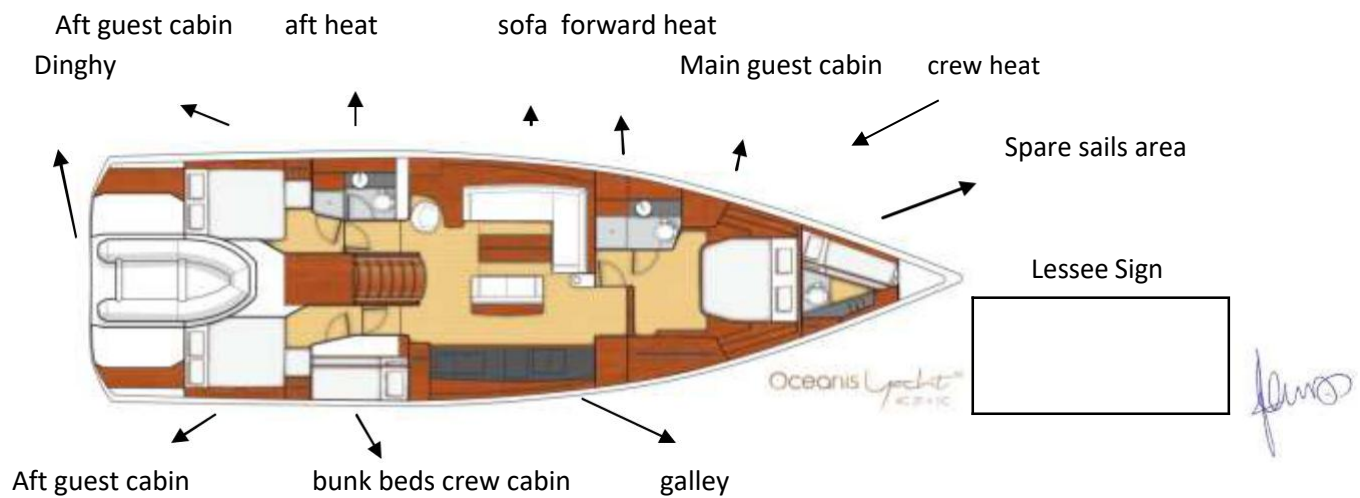 Aft guest cabin aft heat sofa forward heat
Dinghy Main guest cabin crew heat
Spare sails area
Lessee Sign
Oceanis Yacht
Aft guest cabin bunk beds crew cabin galley